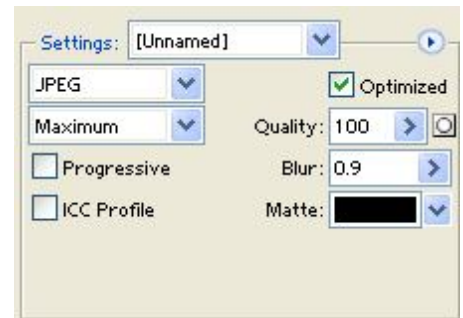 Settings: [Unnamed]
JPEG Optimized
Maximum Quality: 100
Progressive Blur: 0.9
ICC Profile Matte: